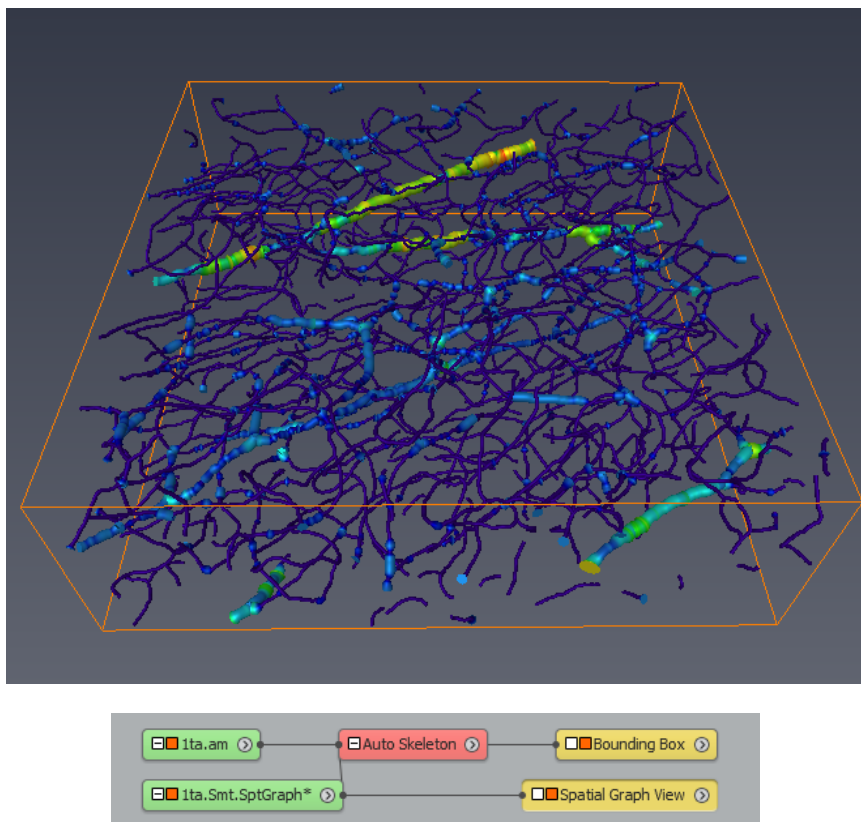 1ta.am
Auto Skeleton
Bounding Box
1ta.Smt.SptGraph*
Spatial Graph View